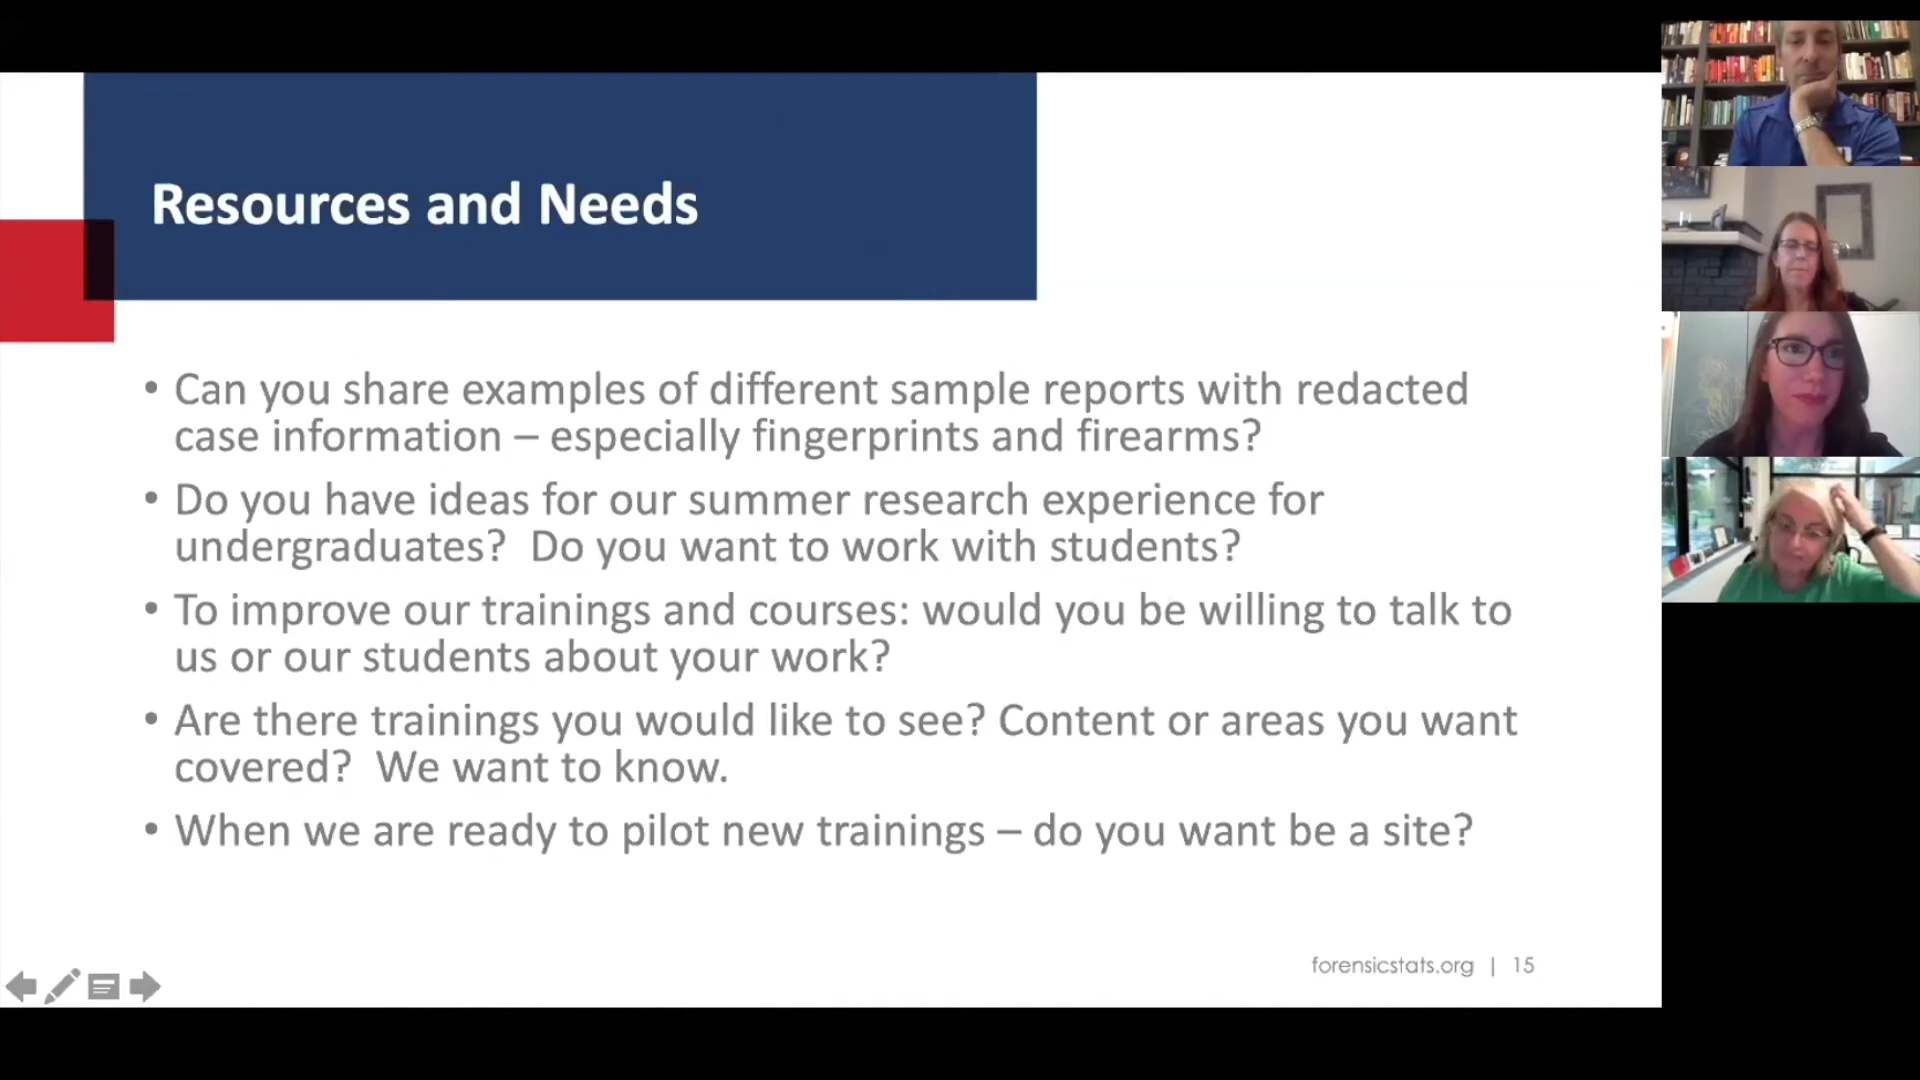 Resources and Needs
• Can you share examples of different sample reports with redacted
case information – especially fingerprints and firearms?
• Do you have ideas for our summer research experience for
undergraduates?  Do you want to work with students?
• To improve our trainings and courses: would you be willing to talk to
us or our students about your work?
• Are there trainings you would like to see? Content or areas you want
covered?  We want to know.
• When we are ready to pilot new trainings – do you want be a site?
forensicstats.org | 15